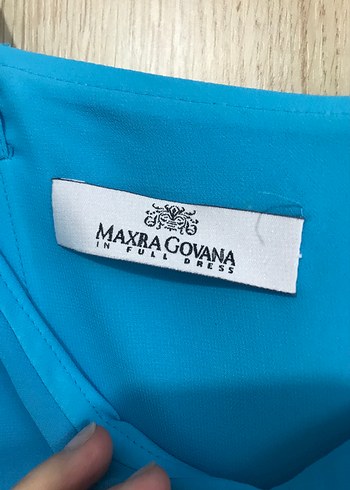 MAXRA GOVANA
IN FULL DRESS